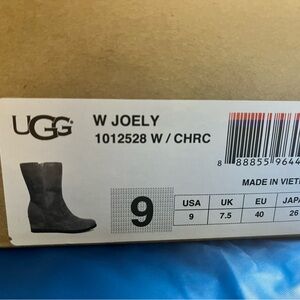 UGG
W JOELY
1012528 W / CHRC
8 88855 9644
MADE IN VIET
9
USA UK EU JAPA
9 7.5 40 26